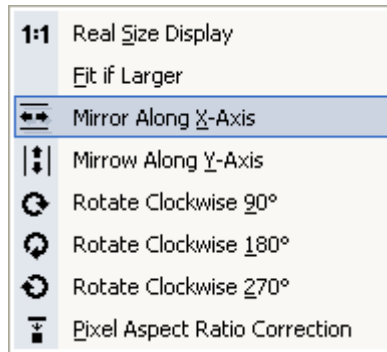 1:1 Real Size Display
Fit if Larger
Mirror Along X-Axis
Mirrow Along Y-Axis
Rotate Clockwise 90°
Rotate Clockwise 180°
Rotate Clockwise 270°
Pixel Aspect Ratio Correction